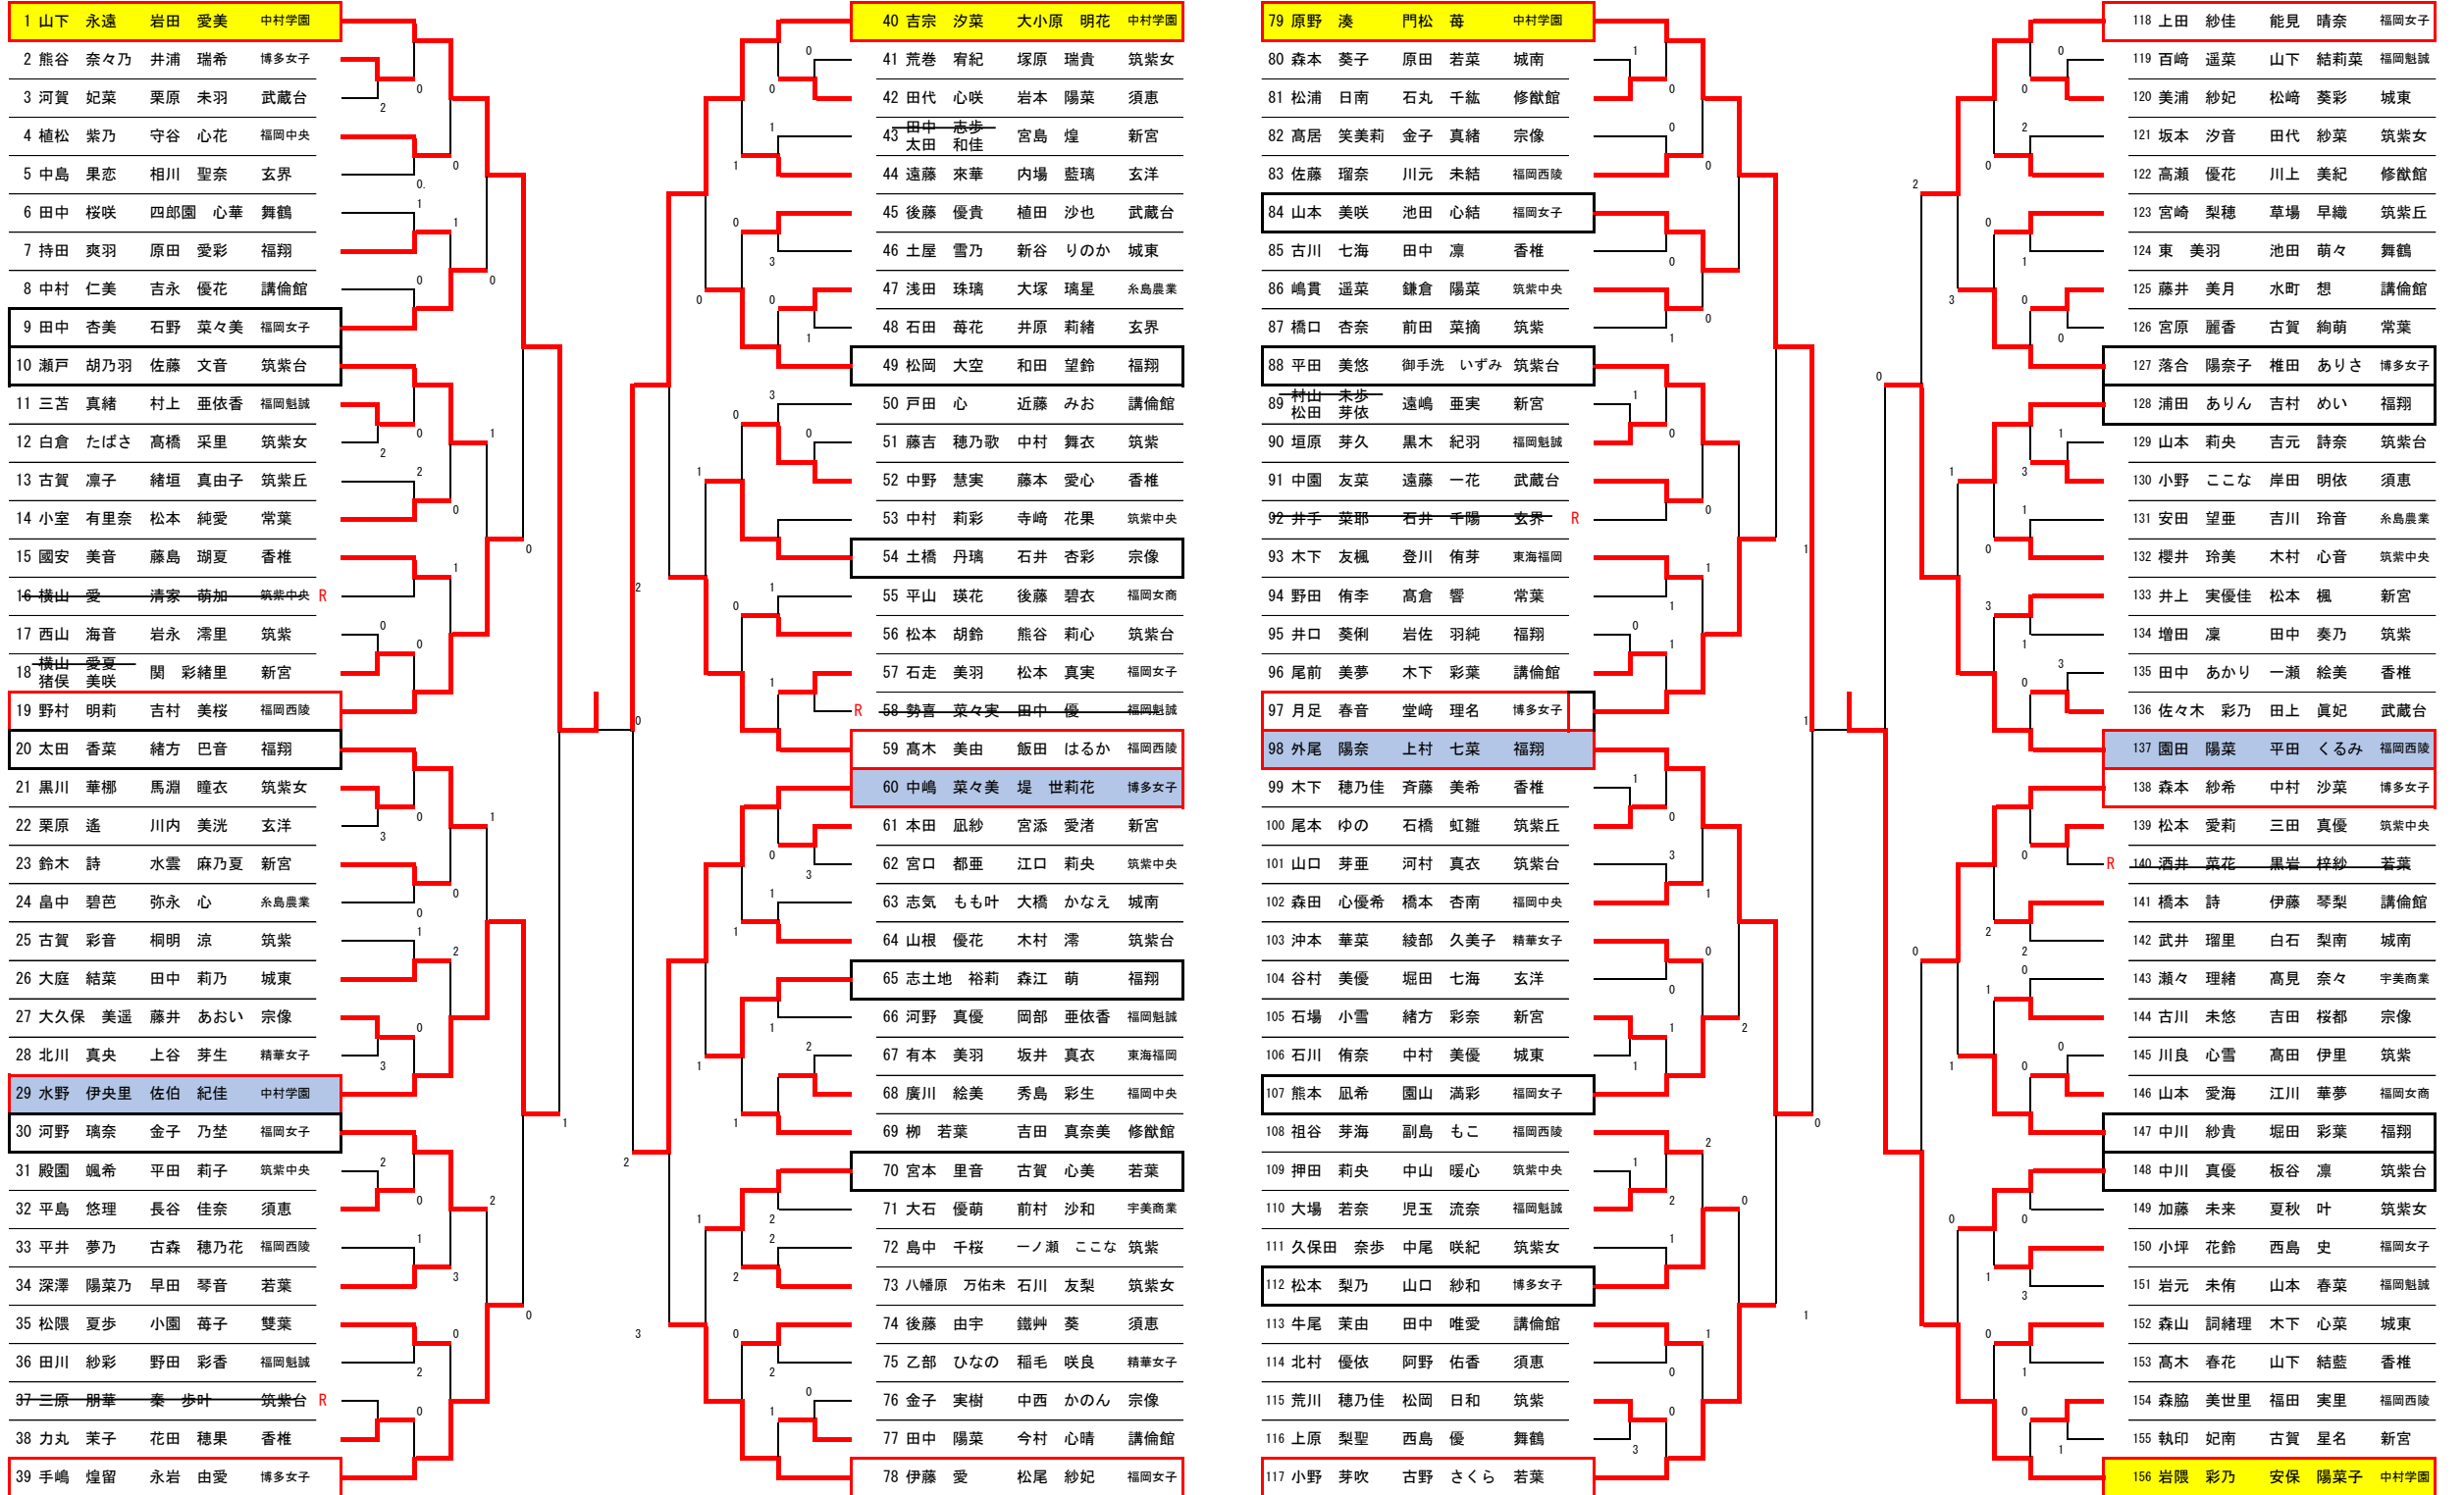 1 山下 永遠 岩田 愛美 中村学園
2 熊谷 奈々乃 井浦 瑞希 博多女子
3 河賀 妃菜 栗原 未羽 武蔵台
4 植松 紫乃 守谷 心花 福岡中央
5 中島 果恋 相川 聖奈 玄界
6 田中 桜咲 四郎園 心華 舞鶴
7 持田 爽羽 原田 愛彩 福翔
8 中村 仁美 吉永 優花 講倫館
9 田中 杏美 石野 菜々美 福岡女子
10 瀬戸 胡乃羽 佐藤 文音 筑紫台
11 三苫 真緒 村上 亜依香 福岡魁誠
12 白倉 たばさ 髙橋 采里 筑紫女
13 古賀 凛子 緒垣 真由子 筑紫丘
14 小室 有里奈 松本 純愛 常葉
15 國安 美音 藤島 瑚夏 香椎
16 横山 愛 清家 萌加 筑紫中央 R
17 西山 海音 岩永 澪里 筑紫
横山 愛夏
18 猪俣 美咲 関 彩緒里 新宮
19 野村 明莉 吉村 美桜 福岡西陵
20 太田 香菜 緒方 巴音 福翔
21 黒川 華梛 馬淵 瞳衣 筑紫女
22 栗原 遙 川内 美洸 玄洋
23 鈴木 詩 水雲 麻乃夏 新宮
24 畠中 碧芭 弥永 心 糸島農業
25 古賀 彩音 桐明 涼 筑紫
26 大庭 結菜 田中 莉乃 城東
27 大久保 美遥 藤井 あおい 宗像
28 北川 真央 上谷 芽生 精華女子
29 水野 伊央里 佐伯 紀佳 中村学園
30 河野 璃奈 金子 乃埜 福岡女子
31 殿園 颯希 平田 莉子 筑紫中央
32 平島 悠理 長谷 佳奈 須恵
33 平井 夢乃 古森 穂乃花 福岡西陵
34 深澤 陽菜乃 早田 琴音 若葉
35 松隈 夏歩 小園 苺子 雙葉
36 田川 紗彩 野田 彩香 福岡魁誠
37 三原 朋華 秦 歩叶 筑紫台 R
38 力丸 茉子 花田 穂果 香椎
39 手嶋 煌留 永岩 由愛 博多女子
40 吉宗 汐菜 大小原 明花 中村学園
41 荒巻 宥紀 塚原 瑞貴 筑紫女
42 田代 心咲 岩本 陽菜 須恵
田中 志歩
43 太田 和佳 宮島 煌 新宮
44 遠藤 來華 内場 藍璃 玄洋
45 後藤 優貴 植田 沙也 武蔵台
46 土屋 雪乃 新谷 りのか 城東
47 浅田 珠璃 大塚 璃星 糸島農業
48 石田 苺花 井原 莉緒 玄界
49 松岡 大空 和田 望鈴 福翔
50 戸田 心 近藤 みお 講倫館
51 藤吉 穂乃歌 中村 舞衣 筑紫
52 中野 慧実 藤本 愛心 香椎
53 中村 莉彩 寺﨑 花果 筑紫中央
54 土橋 丹璃 石井 杏彩 宗像
55 平山 瑛花 後藤 碧衣 福岡女商
56 松本 胡鈴 熊谷 莉心 筑紫台
57 石走 美羽 松本 真実 福岡女子
R 58 勢喜 菜々実 田中 優 福岡魁誠
59 髙木 美由 飯田 はるか 福岡西陵
60 中嶋 菜々美 堤 世莉花 博多女子
61 本田 凪紗 宮添 愛渚 新宮
62 宮口 都亜 江口 莉央 筑紫中央
63 志気 もも叶 大橋 かなえ 城南
64 山根 優花 木村 澪 筑紫台
65 志土地 裕莉 森江 萌 福翔
66 河野 真優 岡部 亜依香 福岡魁誠
67 有本 美羽 坂井 真衣 東海福岡
68 廣川 絵美 秀島 彩生 福岡中央
69 栁 若葉 吉田 真奈美 修猷館
70 宮本 里音 古賀 心美 若葉
71 大石 優萌 前村 沙和 宇美商業
72 島中 千桜 一ノ瀬 ここな 筑紫
73 八幡原 万佑未 石川 友梨 筑紫女
74 後藤 由宇 鐵艸 葵 須恵
75 乙部 ひなの 稲毛 咲良 精華女子
76 金子 実樹 中西 かのん 宗像
77 田中 陽菜 今村 心晴 講倫館
78 伊藤 愛 松尾 紗妃 福岡女子
79 原野 湊 門松 苺 中村学園
80 森本 葵子 原田 若菜 城南
81 松浦 日南 石丸 千紘 修猷館
82 髙居 笑美莉 金子 真緒 宗像
83 佐藤 瑠奈 川元 未結 福岡西陵
84 山本 美咲 池田 心結 福岡女子
85 古川 七海 田中 凛 香椎
86 嶋貫 遥菜 鎌倉 陽菜 筑紫中央
87 橋口 杏奈 前田 菜摘 筑紫
88 平田 美悠 御手洗 いずみ 筑紫台
村山 未歩
89 松田 芽依 遠嶋 亜実 新宮
90 垣原 芽久 黒木 紀羽 福岡魁誠
91 中園 友菜 遠藤 一花 武蔵台
92 井手 菜耶 石井 千陽 玄界 R
93 木下 友楓 登川 侑芽 東海福岡
94 野田 侑李 髙倉 響 常葉
95 井口 葵俐 岩佐 羽純 福翔
96 尾前 美夢 木下 彩葉 講倫館
97 月足 春音 堂﨑 理名 博多女子
98 外尾 陽奈 上村 七菜 福翔
99 木下 穂乃佳 斉藤 美希 香椎
100 尾本 ゆの 石橋 虹雛 筑紫丘
101 山口 芽亜 河村 真衣 筑紫台
102 森田 心優希 橋本 杏南 福岡中央
103 沖本 華菜 綾部 久美子 精華女子
104 谷村 美優 堀田 七海 玄洋
105 石場 小雪 緒方 彩奈 新宮
106 石川 侑奈 中村 美優 城東
107 熊本 凪希 園山 満彩 福岡女子
108 祖谷 芽海 副島 もこ 福岡西陵
109 押田 莉央 中山 暖心 筑紫中央
110 大場 若奈 児玉 流奈 福岡魁誠
111 久保田 奈歩 中尾 咲紀 筑紫女
112 松本 梨乃 山口 紗和 博多女子
113 牛尾 茉由 田中 唯愛 講倫館
114 北村 優依 阿野 佑香 須恵
115 荒川 穂乃佳 松岡 日和 筑紫
116 上原 梨聖 西島 優 舞鶴
117 小野 芽吹 古野 さくら 若葉
118 上田 紗佳 能見 晴奈 福岡女子
119 百﨑 遥菜 山下 結莉菜 福岡魁誠
120 美浦 紗妃 松﨑 葵彩 城東
121 坂本 汐音 田代 紗菜 筑紫女
122 高瀬 優花 川上 美紀 修猷館
123 宮崎 梨穂 草場 早織 筑紫丘
124 東 美羽 池田 萌々 舞鶴
125 藤井 美月 水町 想 講倫館
126 宮原 麗香 古賀 絢萌 常葉
127 落合 陽奈子 椎田 ありさ 博多女子
128 浦田 ありん 吉村 めい 福翔
129 山本 莉央 吉元 詩奈 筑紫台
130 小野 ここな 岸田 明依 須恵
131 安田 望亜 吉川 玲音 糸島農業
132 櫻井 玲美 木村 心音 筑紫中央
133 井上 実優佳 松本 楓 新宮
134 増田 凜 田中 奏乃 筑紫
135 田中 あかり 一瀬 絵美 香椎
136 佐々木 彩乃 田上 眞妃 武蔵台
137 園田 陽菜 平田 くるみ 福岡西陵
138 森本 紗希 中村 沙菜 博多女子
139 松本 愛莉 三田 真優 筑紫中央
R 140 酒井 菜花 黒岩 梓紗 若葉
141 橋本 詩 伊藤 琴梨 講倫館
142 武井 瑠里 白石 梨南 城南
143 瀬々 理緒 髙見 奈々 宇美商業
144 古川 未悠 吉田 桜都 宗像
145 川良 心雪 髙田 伊里 筑紫
146 山本 愛海 江川 華夢 福岡女商
147 中川 紗貴 堀田 彩葉 福翔
148 中川 真優 板谷 凛 筑紫台
149 加藤 未来 夏秋 叶 筑紫女
150 小坪 花鈴 西島 史 福岡女子
151 岩元 未侑 山本 春菜 福岡魁誠
152 森山 詞緒理 木下 心菜 城東
153 髙木 春花 山下 結藍 香椎
154 森脇 美世里 福田 実里 福岡西陵
155 執印 妃南 古賀 星名 新宮
156 岩隈 彩乃 安保 陽菜子 中村学園